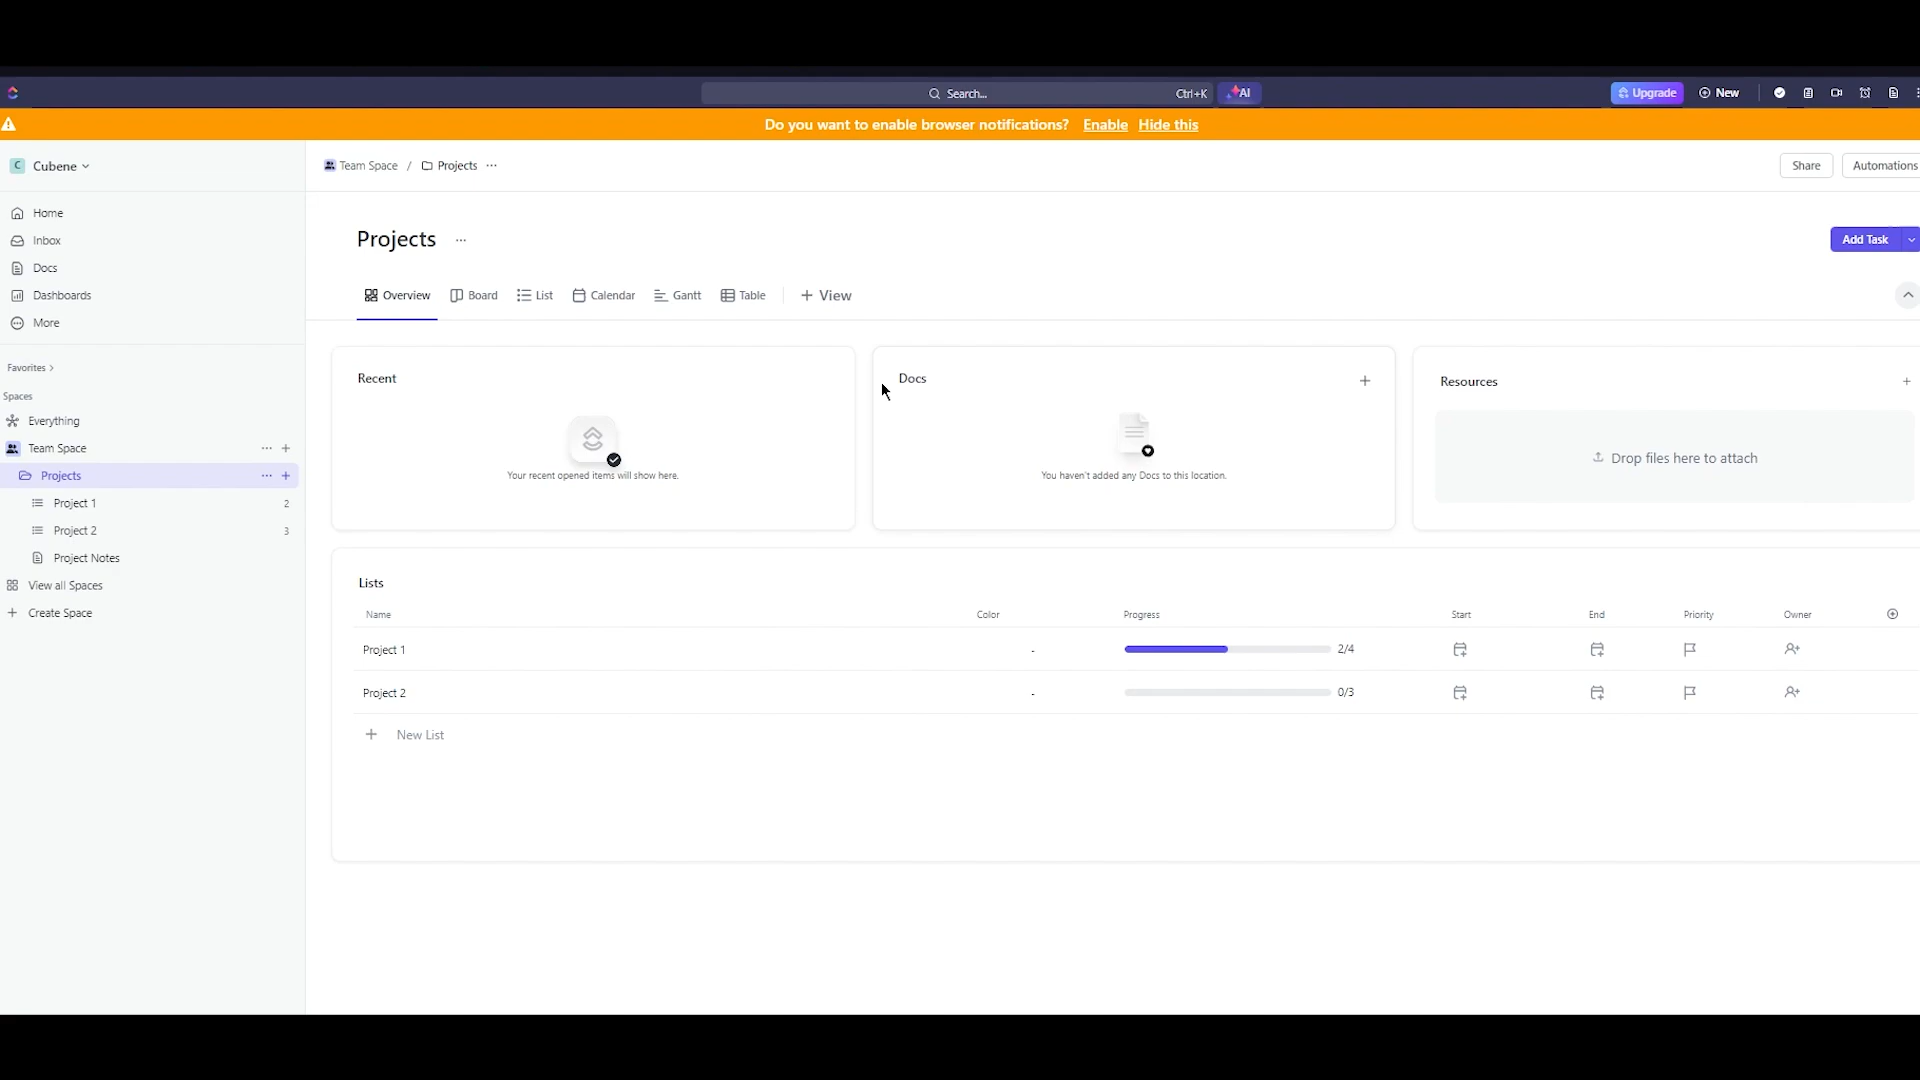 Search...
Ctrl+K
AI
Upgrade
New
Do you want to enable browser notifications? Enable Hide this
C Cubene
Team Space / Projects ...
Share
Automations
Home
Inbox
Docs
Dashboards
More
Favorites
Spaces
Everything
Team Space
Projects
Project 1 2
Project 2 3
Project Notes
View all Spaces
Create Space
Projects ...
Add Task
Overview Board List Calendar Gantt Table + View
Recent
Your recent opened items will show here.
Docs +
You haven't added any Docs to this location.
Resources +
Drop files here to attach
Lists
Name Color Progress Start End Priority Owner
Project 1 - 2/4
Project 2 - 0/3
+ New List